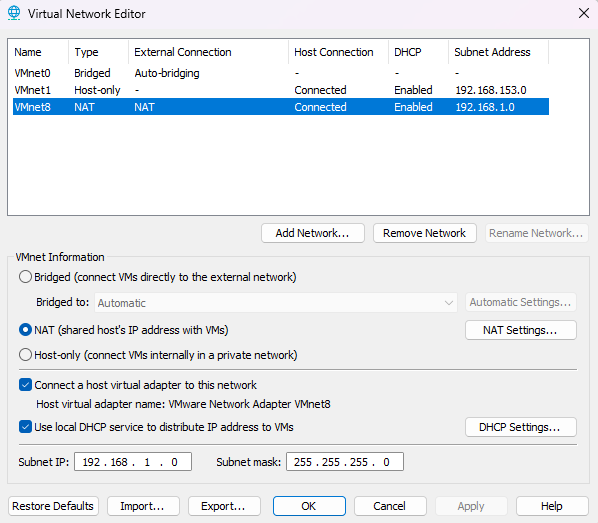 Virtual Network Editor
Name Type External Connection Host Connection DHCP Subnet Address
VMnet0 Bridged Auto-bridging - - -
VMnet1 Host-only - Connected Enabled 192.168.153.0
VMnet8 NAT NAT Connected Enabled 192.168.1.0
Add Network... Remove Network Rename Network...
VMnet Information
Bridged (connect VMs directly to the external network)
Bridged to: Automatic Automatic Settings...
NAT (shared host's IP address with VMs) NAT Settings...
Host-only (connect VMs internally in a private network)
Connect a host virtual adapter to this network
Host virtual adapter name: VMware Network Adapter VMnet8
Use local DHCP service to distribute IP address to VMs DHCP Settings...
Subnet IP: 192 . 168 . 1 . 0 Subnet mask: 255 . 255 . 255 . 0
Restore Defaults Import... Export... OK Cancel Apply Help